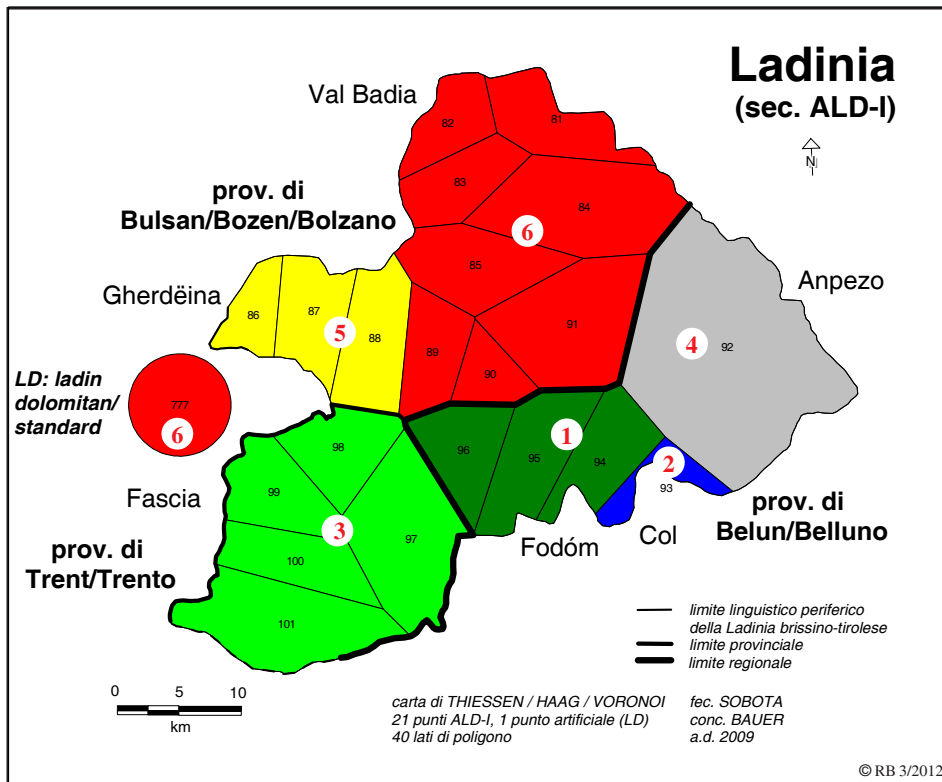 Ladinia
(sec. ALD-I)
N
Val Badia
82
81
83
84
prov. di
Bulsan/Bozen/Bolzano
6
85
Anpezo
Gherdëina
86
87
88
5
91
4
92
89
90
LD: ladin
dolomitan/
standard
777
6
96
95
94
1
2
93
98
99
Fascia
3
97
100
101
prov. di
Trent/Trento
Fodóm
Col
prov. di
Belun/Belluno
limite linguistico periferico
della Ladinia brissino-tirolese
limite provinciale
limite regionale
0 5 10
km
carta di THIESSEN / HAAG / VORONOI
21 punti ALD-I, 1 punto artificiale (LD)
40 lati di poligono
fec. SOBOTA
conc. BAUER
a.d. 2009
© RB 3/2012